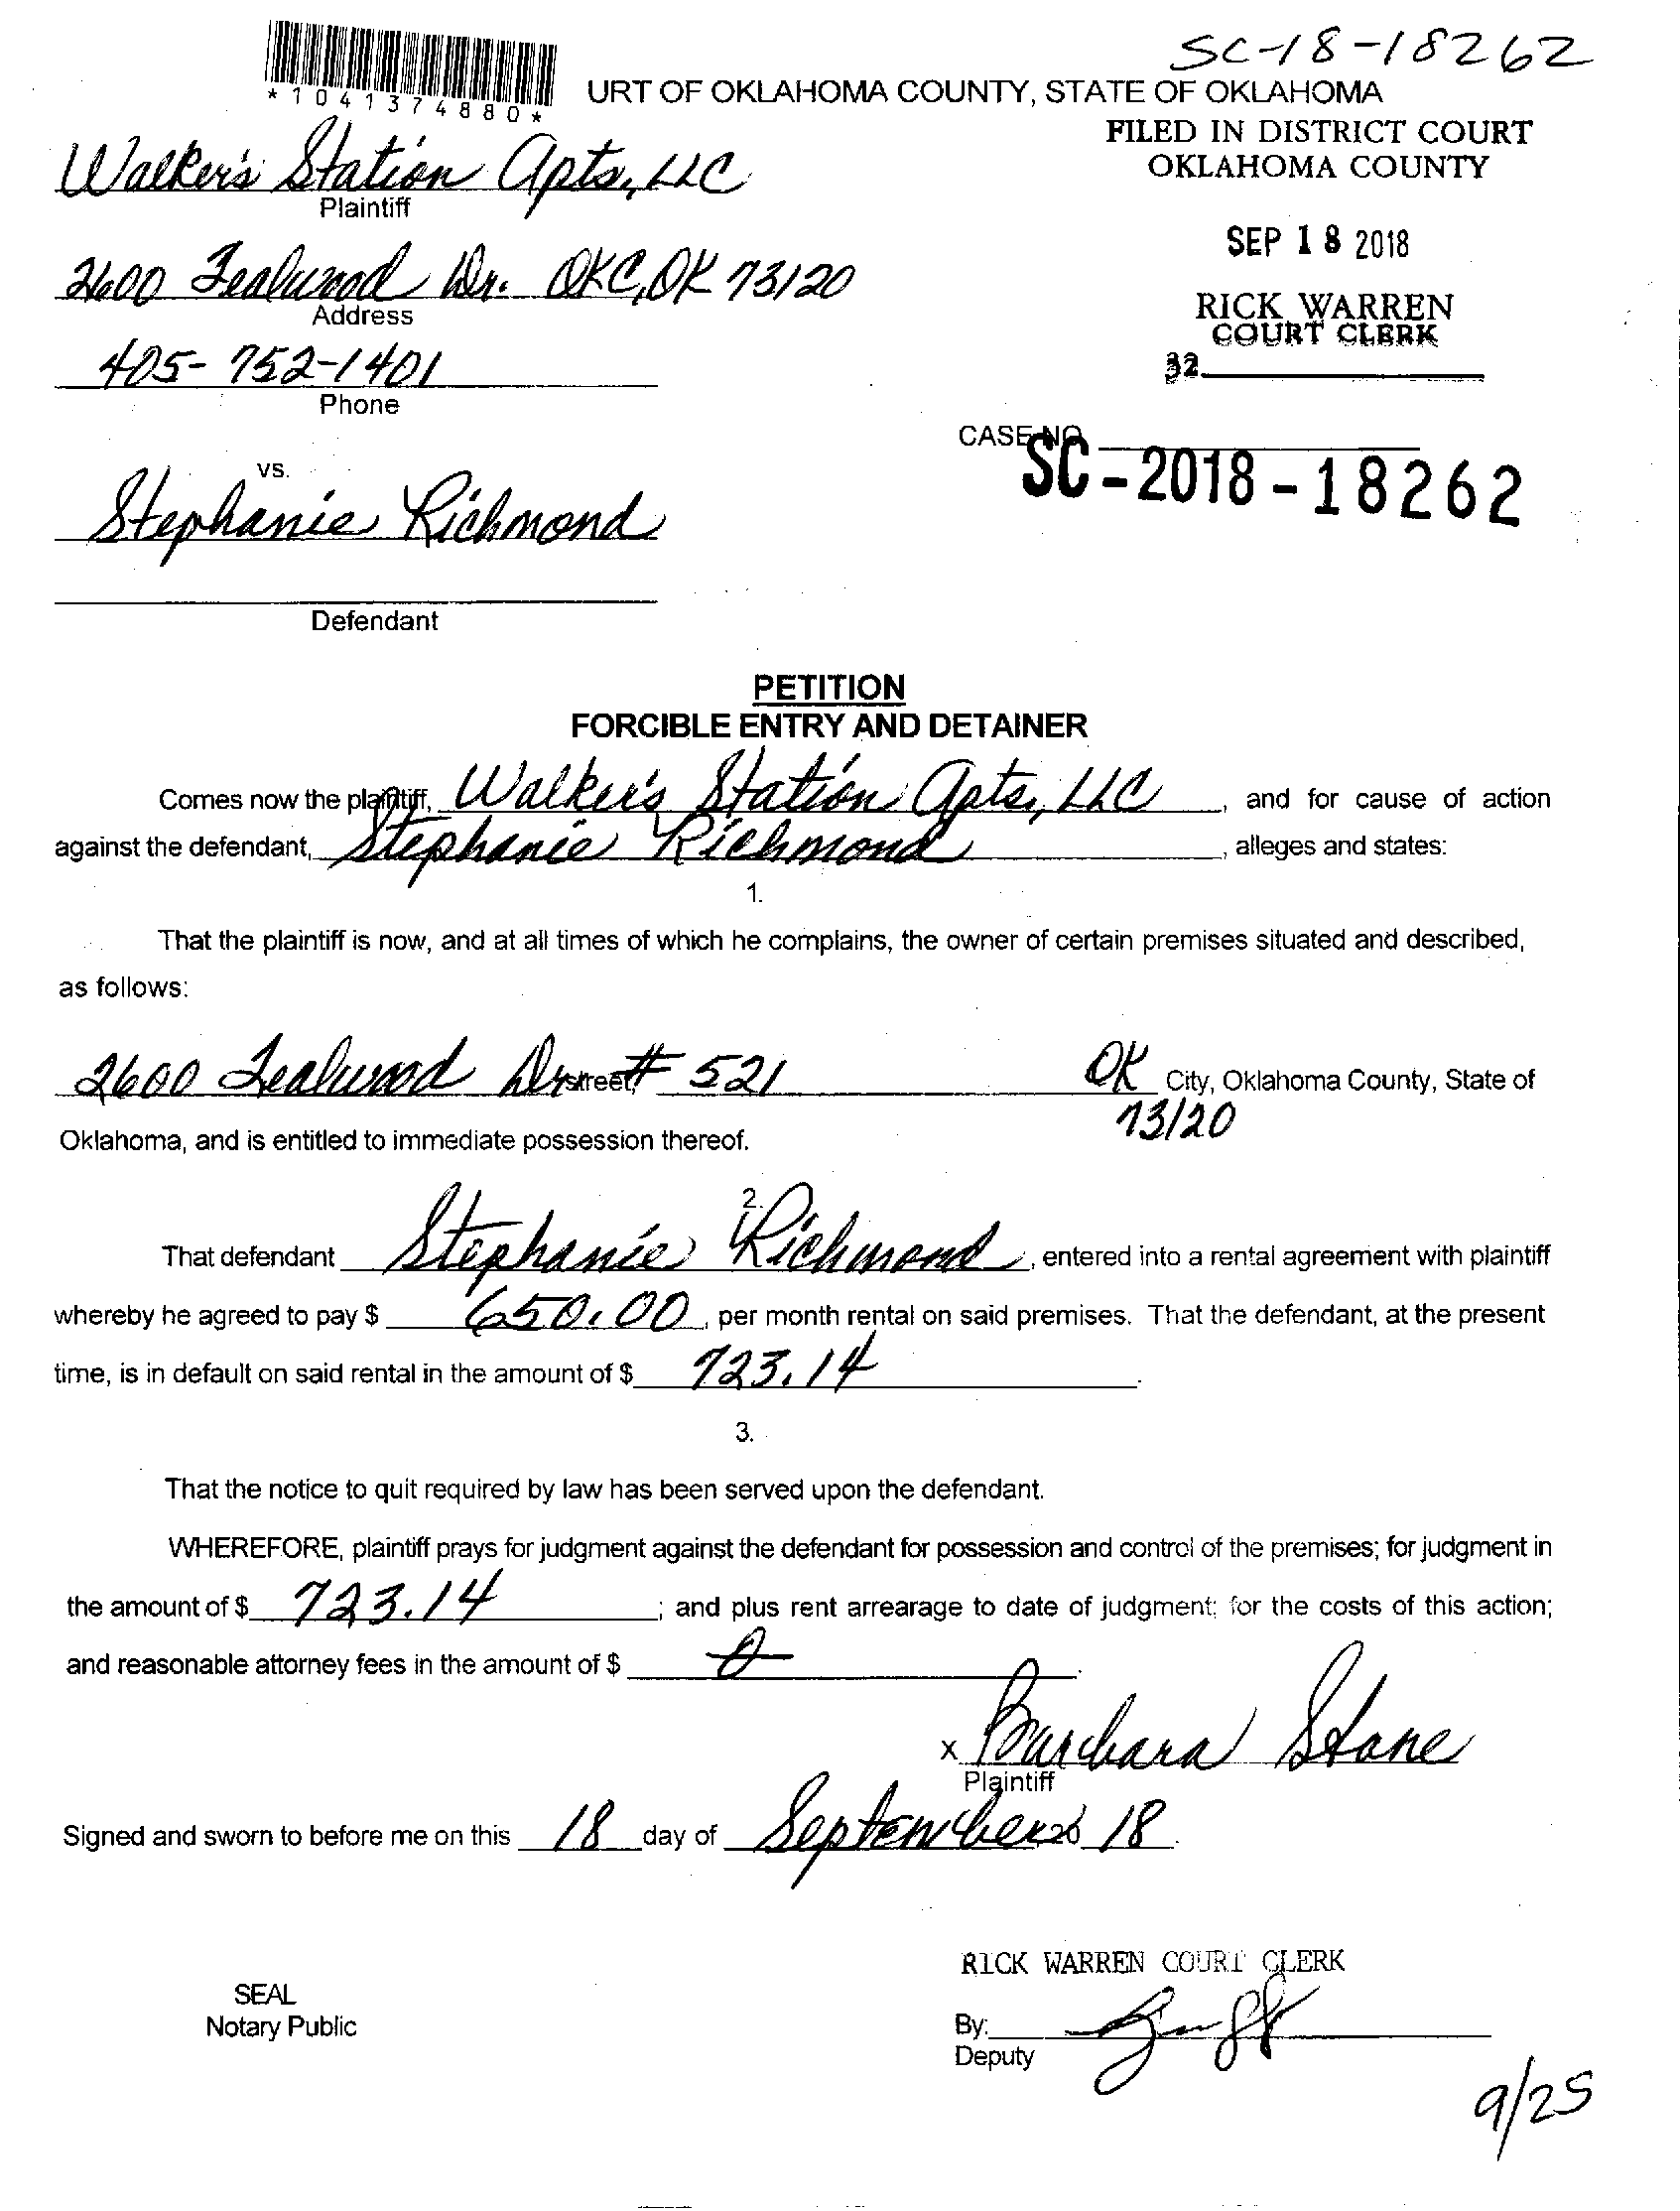 SC-18-18262
*1041374880*
URT OF OKLAHOMA COUNTY, STATE OF OKLAHOMA
FILED IN DISTRICT COURT
OKLAHOMA COUNTY
Walker's Station Apts, LLC
Plaintiff
SEP 18 2018
2600 Tealwood Dr. OKC, OK 73120
Address
RICK WARREN
COURT CLERK
32
405-752-1401
Phone
CASE NO
SC-2018-18262
vs.
Stephanie Richmond
Defendant
PETITION
FORCIBLE ENTRY AND DETAINER
Comes now the plaintiff, Walker's Station Apts, LLC, and for cause of action
against the defendant, Stephanie Richmond, alleges and states:
1.
That the plaintiff is now, and at all times of which he complains, the owner of certain premises situated and described,
as follows:
2600 Tealwood Dr street, # 521 OK City, Oklahoma County, State of
73120
Oklahoma, and is entitled to immediate possession thereof.
2.
That defendant Stephanie Richmond, entered into a rental agreement with plaintiff
whereby he agreed to pay $ 650.00, per month rental on said premises. That the defendant, at the present
time, is in default on said rental in the amount of $ 723.14.
3.
That the notice to quit required by law has been served upon the defendant.
WHEREFORE, plaintiff prays for judgment against the defendant for possession and control of the premises; for judgment in
the amount of $ 723.14; and plus rent arrearage to date of judgment; for the costs of this action;
and reasonable attorney fees in the amount of $ 0.
x Barbara Stone
Plaintiff
Signed and sworn to before me on this 18 day of September 18.
RICK WARREN COURT CLERK
SEAL
Notary Public
By:
Deputy
9/25